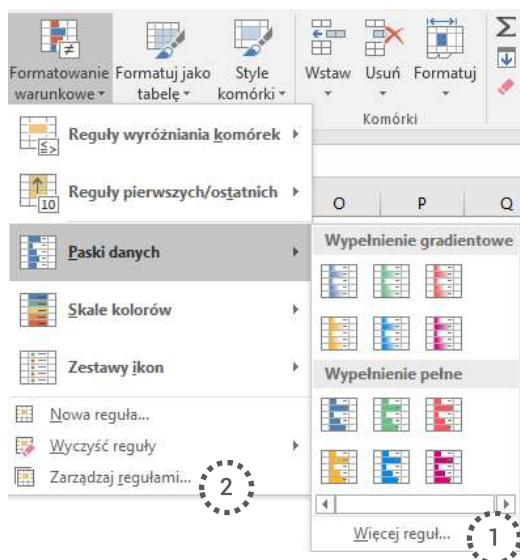 Formatowanie warunkowe
Formatuj jako tabelę
Style komórki
Wstaw
Usuń
Formatuj
Komórki
Reguły wyróżniania komórek
Reguły pierwszych/ostatnich
10
O P Q
Paski danych
Skale kolorów
Zestawy ikon
Nowa reguła...
Wyczyść reguły
Zarządzaj regułami...
2
Wypełnienie gradientowe
Wypełnienie pełne
Więcej reguł...
1